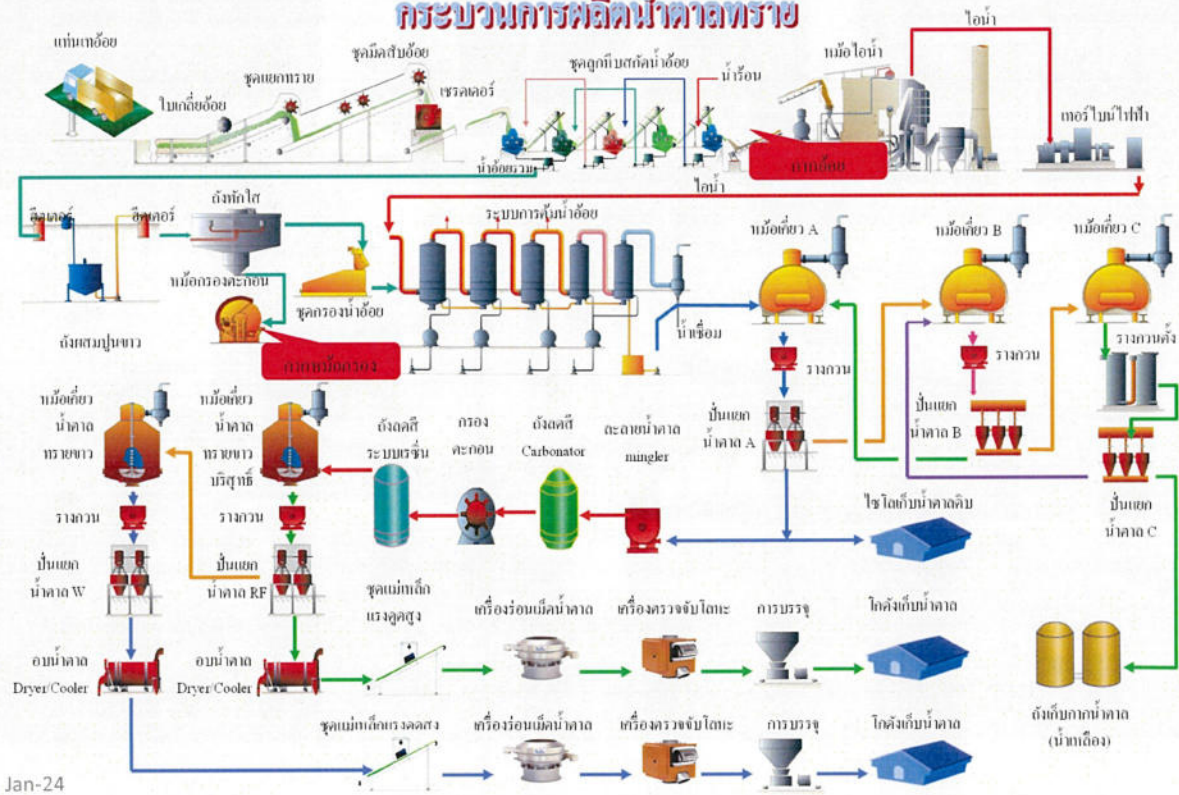 กระบวนการผลิตน้ำตาลทราย
แท่นเทอ้อย
ใบเกลี่ยอ้อย
ชุดแยกทราย
ชุดมีดสับอ้อย
เชรดเดอร์
ชุดลูกหีบสกัดน้ำอ้อย
น้ำร้อน
หม้อไอน้ำ
ไอน้ำ
เทอร์ไบน์ไฟฟ้า
น้ำอ้อยรวม
กากอ้อย
ไอน้ำ
ฮีตเตอร์
ฮีตเตอร์
ถังพักใส
ระบบการต้มน้ำอ้อย
หม้อเคี่ยว A
หม้อเคี่ยว B
หม้อเคี่ยว C
หม้อกรองตะกอน
ชุดกรองน้ำอ้อย
น้ำเชื่อม
ถังผสมปูนขาว
กากหม้อกรอง
รางกวน
รางกวน
รางกวนตั้ง
หม้อเคี่ยว
น้ำตาล
ทรายขาว
หม้อเคี่ยว
น้ำตาล
ทรายขาว
บริสุทธิ์
ถังลดสี
ระบบเรซิ่น
กรอง
ตะกอน
ถังลดสี
Carbonator
ละลายน้ำตาล
mingler
ปั่นแยก
น้ำตาล A
ปั่นแยก
น้ำตาล B
ปั่นแยก
น้ำตาล C
รางกวน
รางกวน
ไซโลเก็บน้ำตาลดิบ
ปั่นแยก
น้ำตาล W
ปั่นแยก
น้ำตาล RF
ชุดแม่เหล็ก
แรงดูดสูง
เครื่องร่อนเม็ดน้ำตาล
เครื่องตรวจจับโลหะ
การบรรจุ
โกดังเก็บน้ำตาล
อบน้ำตาล
Dryer/Cooler
อบน้ำตาล
Dryer/Cooler
ชุดแม่เหล็กแรงดูดสูง
เครื่องร่อนเม็ดน้ำตาล
เครื่องตรวจจับโลหะ
การบรรจุ
โกดังเก็บน้ำตาล
ถังเก็บกากน้ำตาล
(น้ำเหลือง)
Jan-24